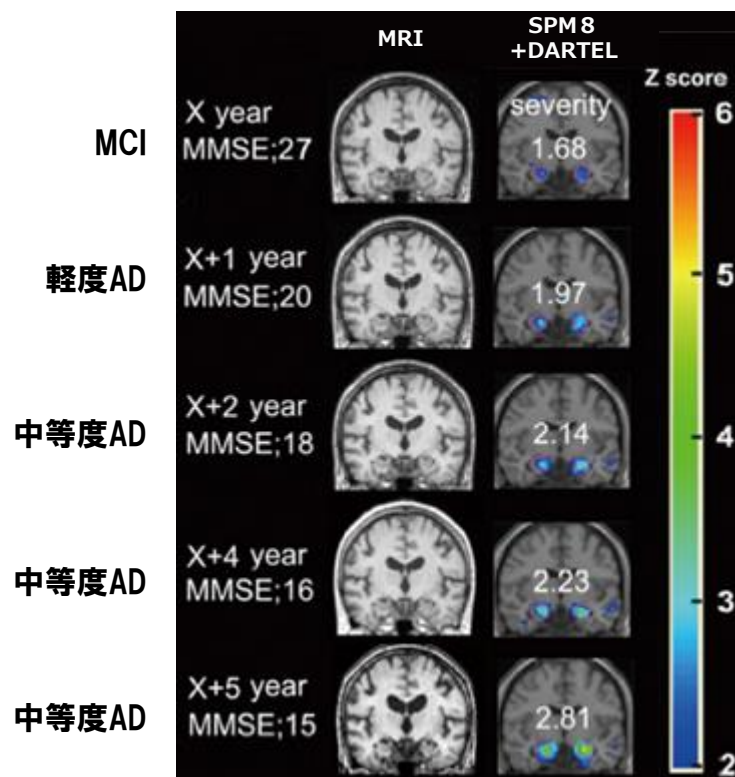 MRI
SPM 8
+DARTEL
Z score
MCI
X year
MMSE;27
severity
1.68
軽度AD
X+1 year
MMSE;20
1.97
中等度AD
X+2 year
MMSE;18
2.14
中等度AD
X+4 year
MMSE;16
2.23
中等度AD
X+5 year
MMSE;15
2.81
6
5
4
3
2